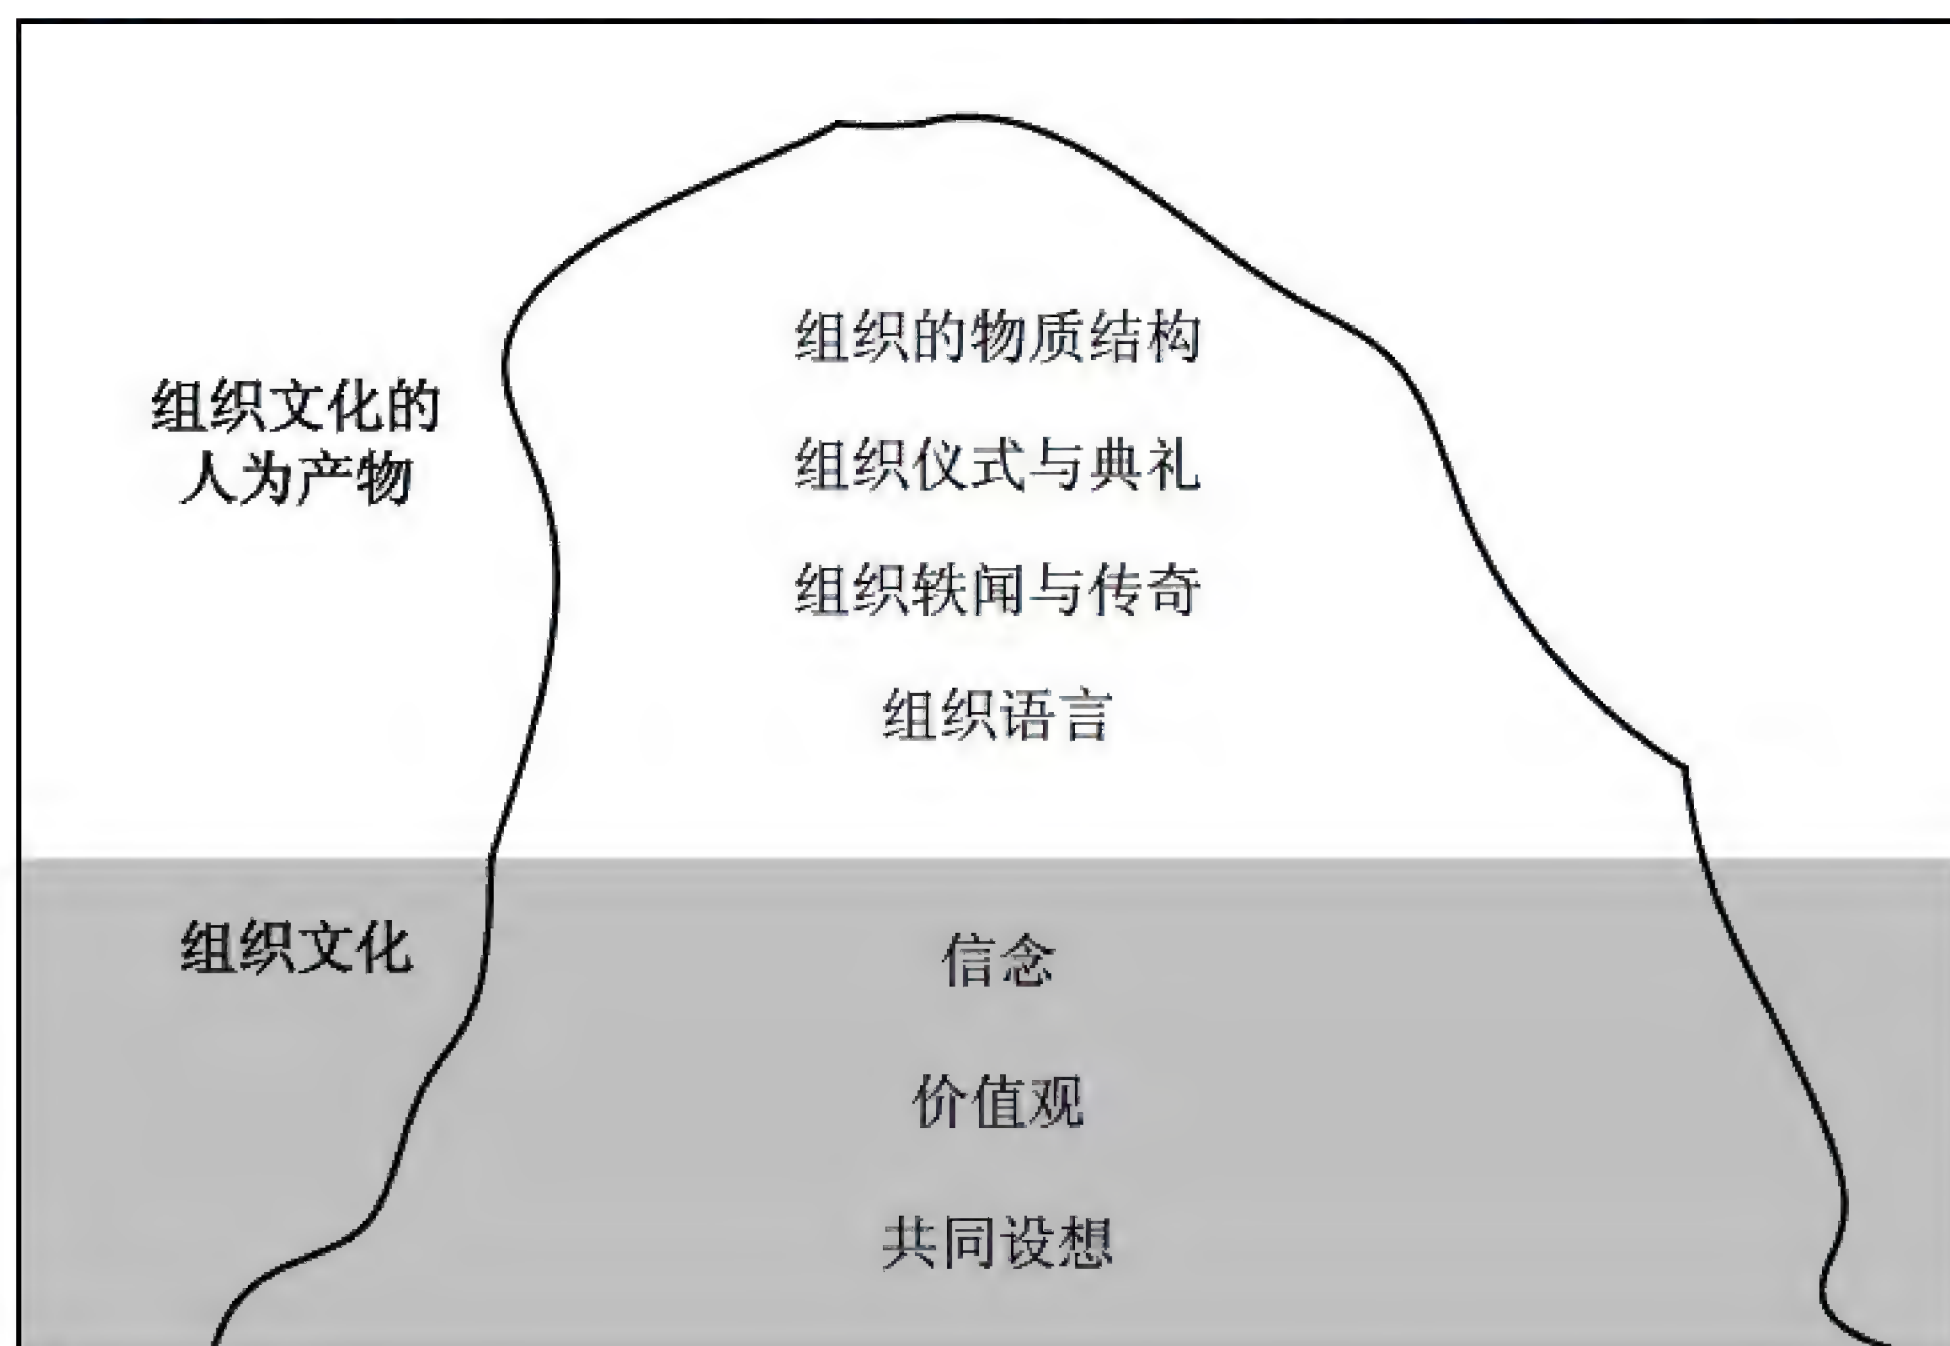 组织的物质结构
组织文化的
人为产物
组织仪式与典礼
组织轶闻与传奇
组织语言
组织文化
信念
价值观
共同设想